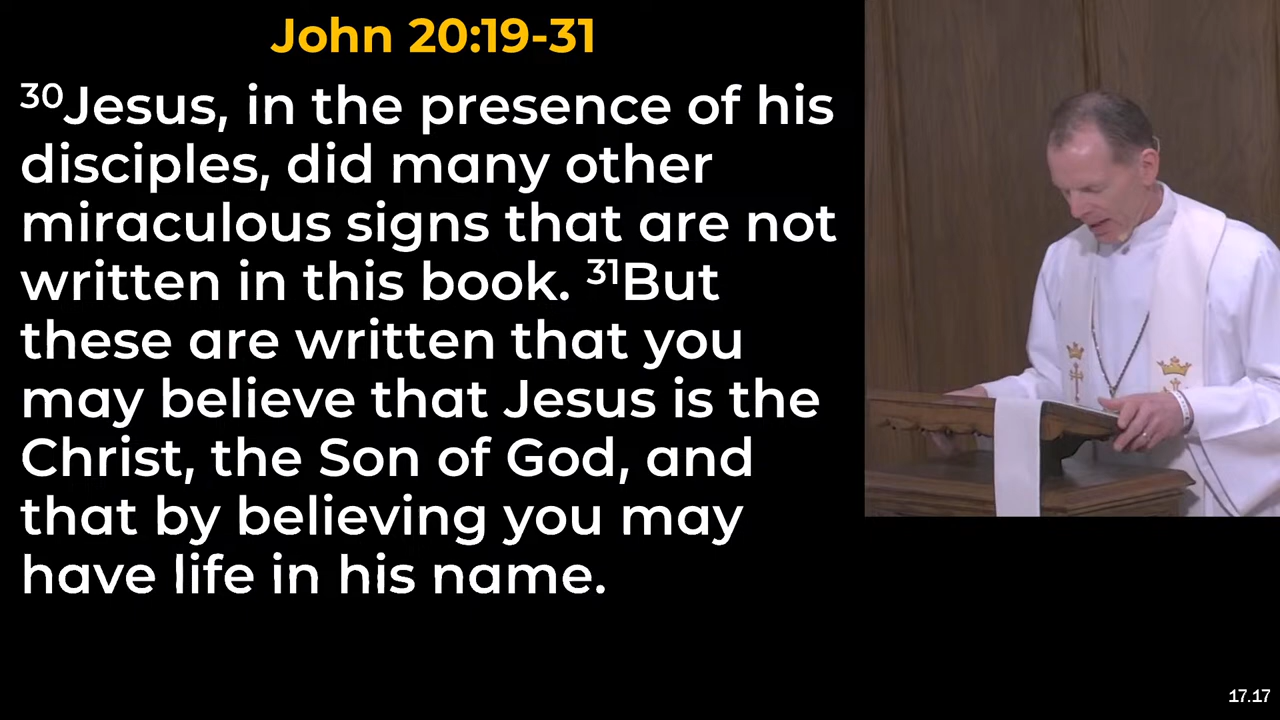 John 20:19-31
³⁰Jesus, in the presence of his
disciples, did many other
miraculous signs that are not
written in this book. ³¹But
these are written that you
may believe that Jesus is the
Christ, the Son of God, and
that by believing you may
have life in his name.
17.17